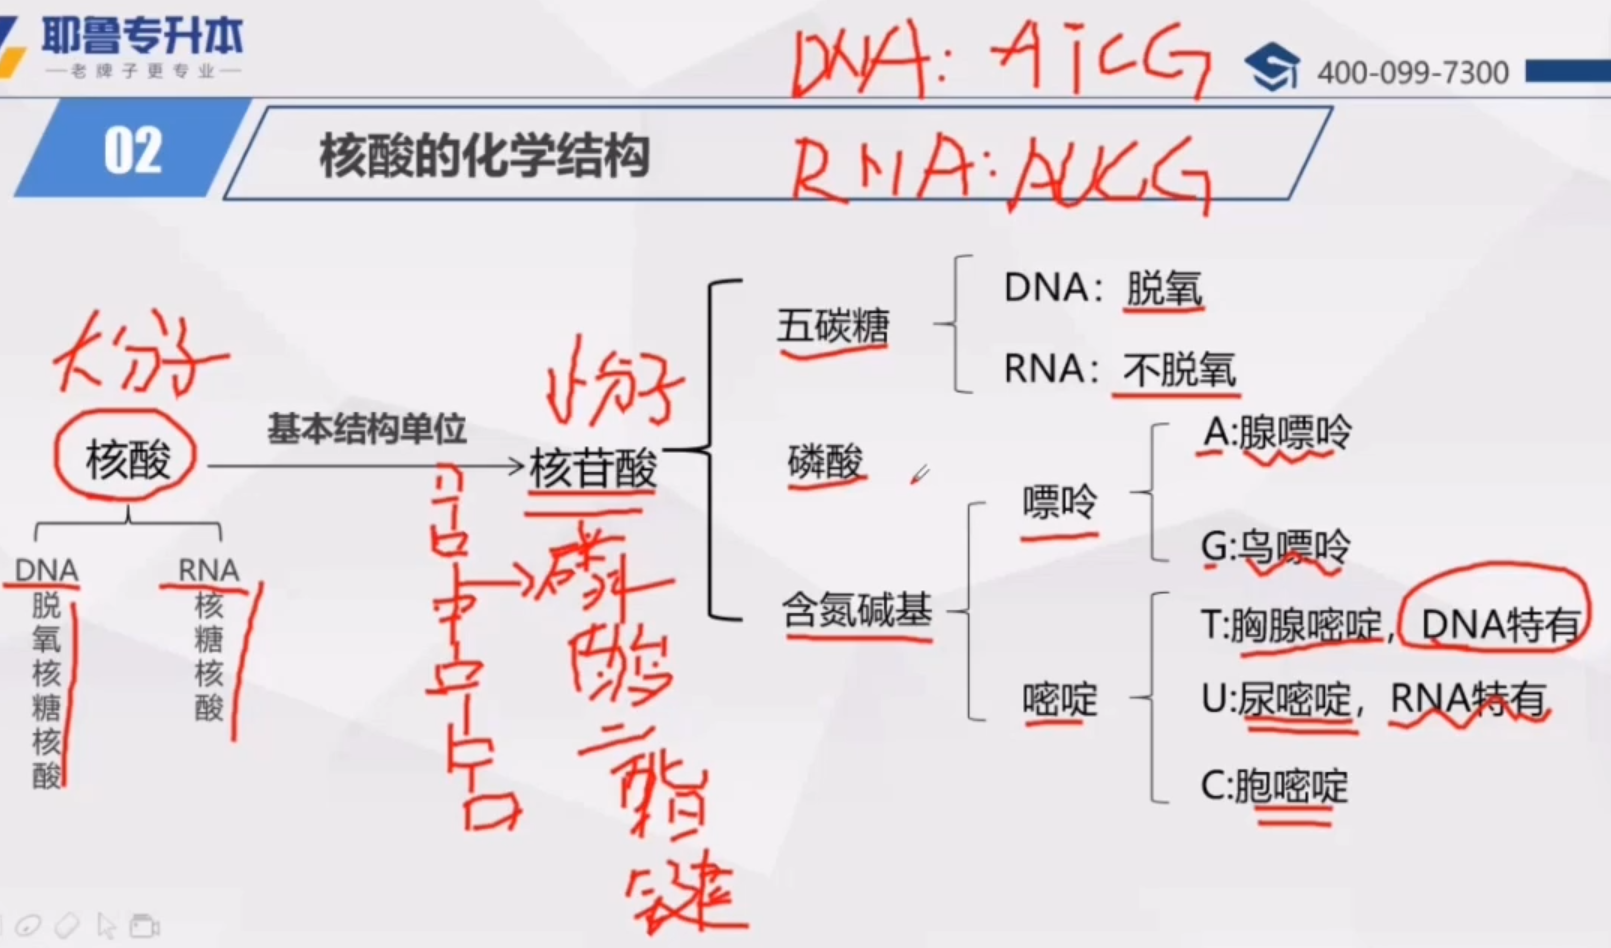 耶鲁专升本
老牌子更专业
DNA: ATCG
400-099-7300
02
核酸的化学结构
RNA: AUCG
五碳糖
DNA：脱氧
RNA：不脱氧
大分子
小分子
核酸
基本结构单位
核苷酸
磷酸
含氮碱基
嘌呤
A:腺嘌呤
G:鸟嘌呤
嘧啶
T:胸腺嘧啶，DNA特有
U:尿嘧啶，RNA特有
C:胞嘧啶
DNA
脱氧核糖核酸
RNA
核糖核酸
磷酸二酯键